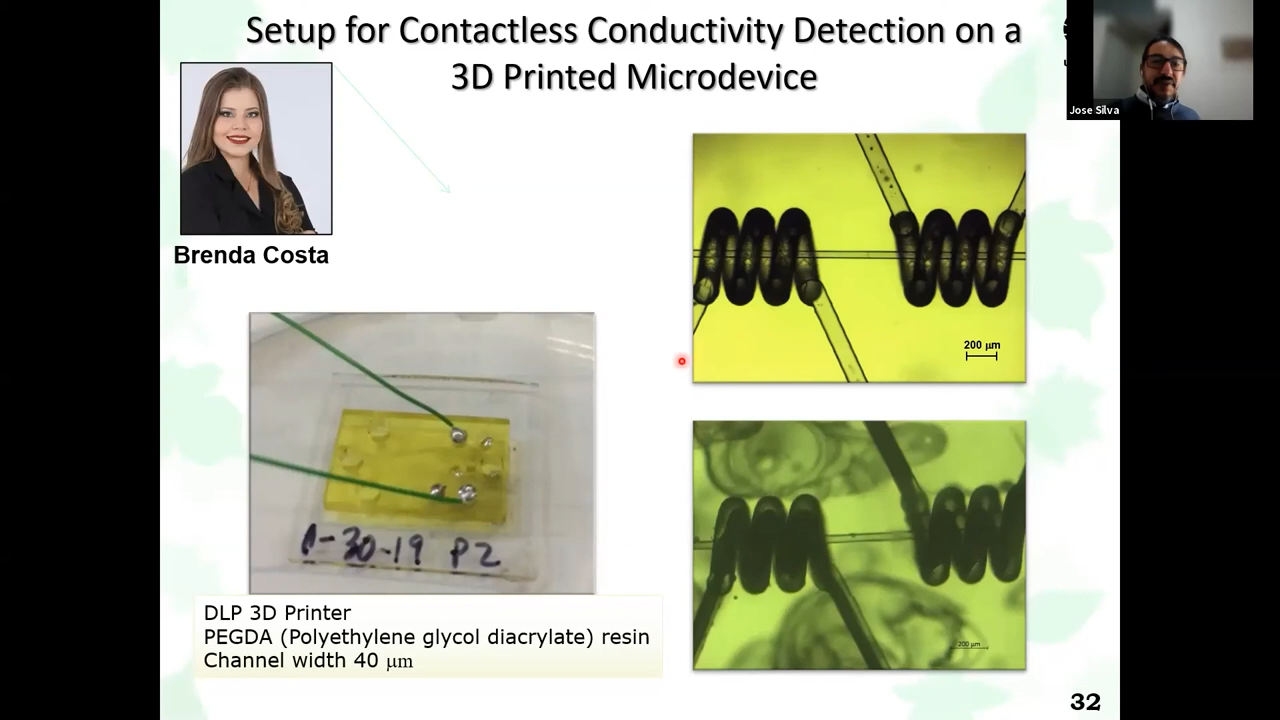 Setup for Contactless Conductivity Detection on a
3D Printed Microdevice
Jose Silva
Brenda Costa
200 μm
-30-19 P2
200 μm
DLP 3D Printer
PEGDA (Polyethylene glycol diacrylate) resin
Channel width 40 μm
32